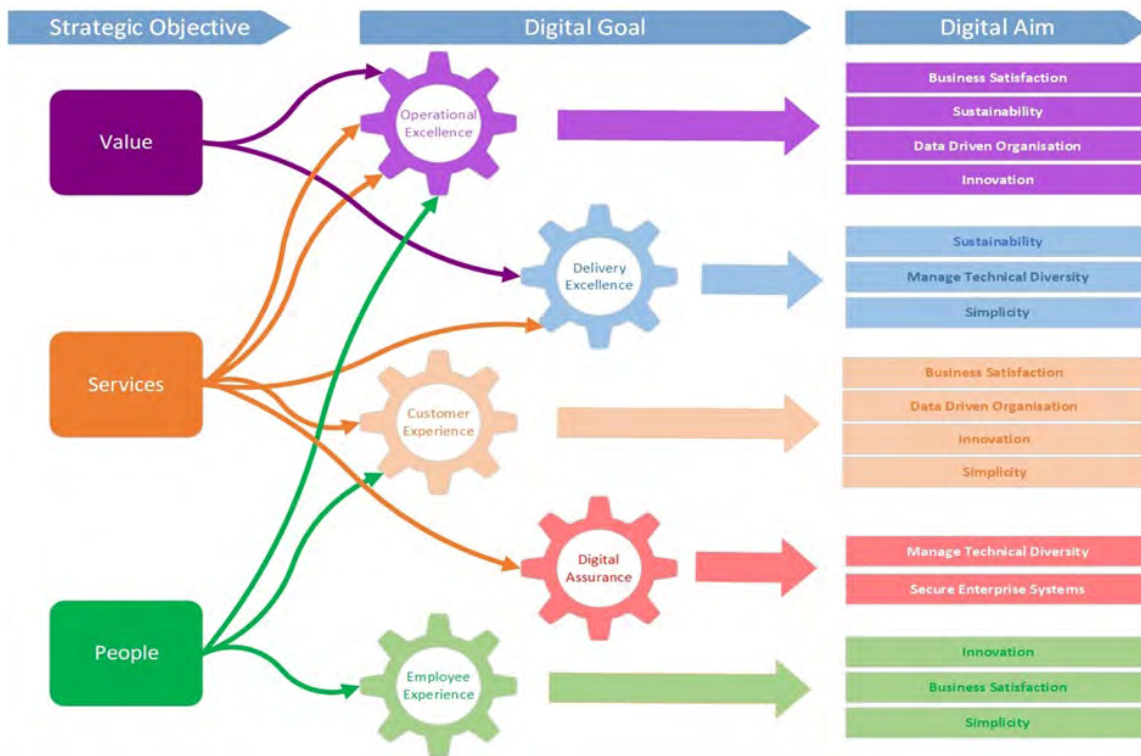 Strategic Objective
Digital Goal
Digital Aim
Value
Services
People
Operational
Excellence
Delivery
Excellence
Customer
Experience
Digital
Assurance
Employee
Experience
Business Satisfaction
Sustainability
Data Driven Organisation
Innovation
Sustainability
Manage Technical Diversity
Simplicity
Business Satisfaction
Data Driven Organisation
Innovation
Simplicity
Manage Technical Diversity
Secure Enterprise Systems
Innovation
Business Satisfaction
Simplicity